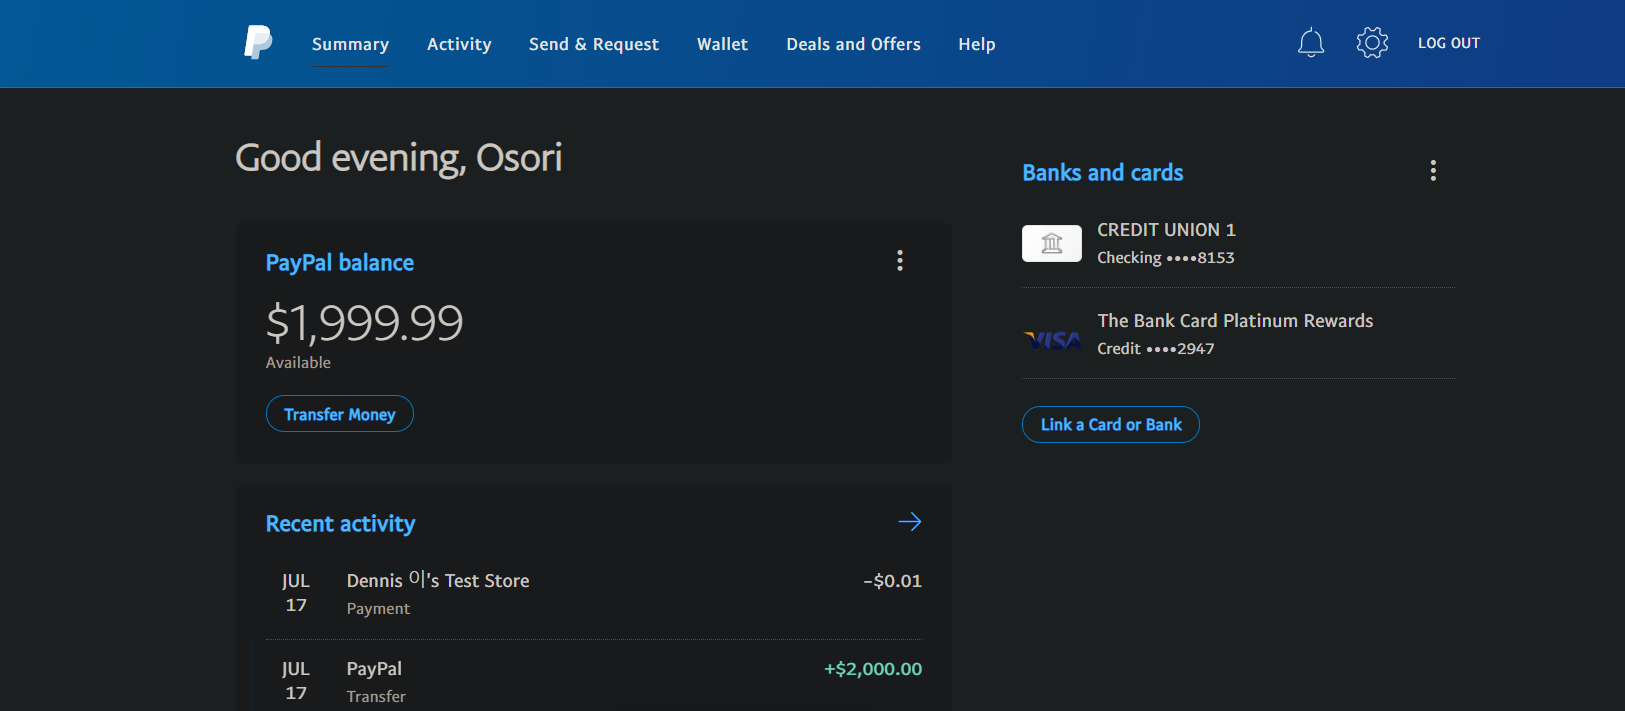 Summary Activity Send & Request Wallet Deals and Offers Help LOG OUT
Good evening, Osori
PayPal balance
$1,999.99
Available
Transfer Money
Recent activity
JUL 17 Dennis 이's Test Store -$0.01
Payment
JUL 17 PayPal +$2,000.00
Transfer
Banks and cards
CREDIT UNION 1
Checking ••••8153
VISA
The Bank Card Platinum Rewards
Credit ••••2947
Link a Card or Bank